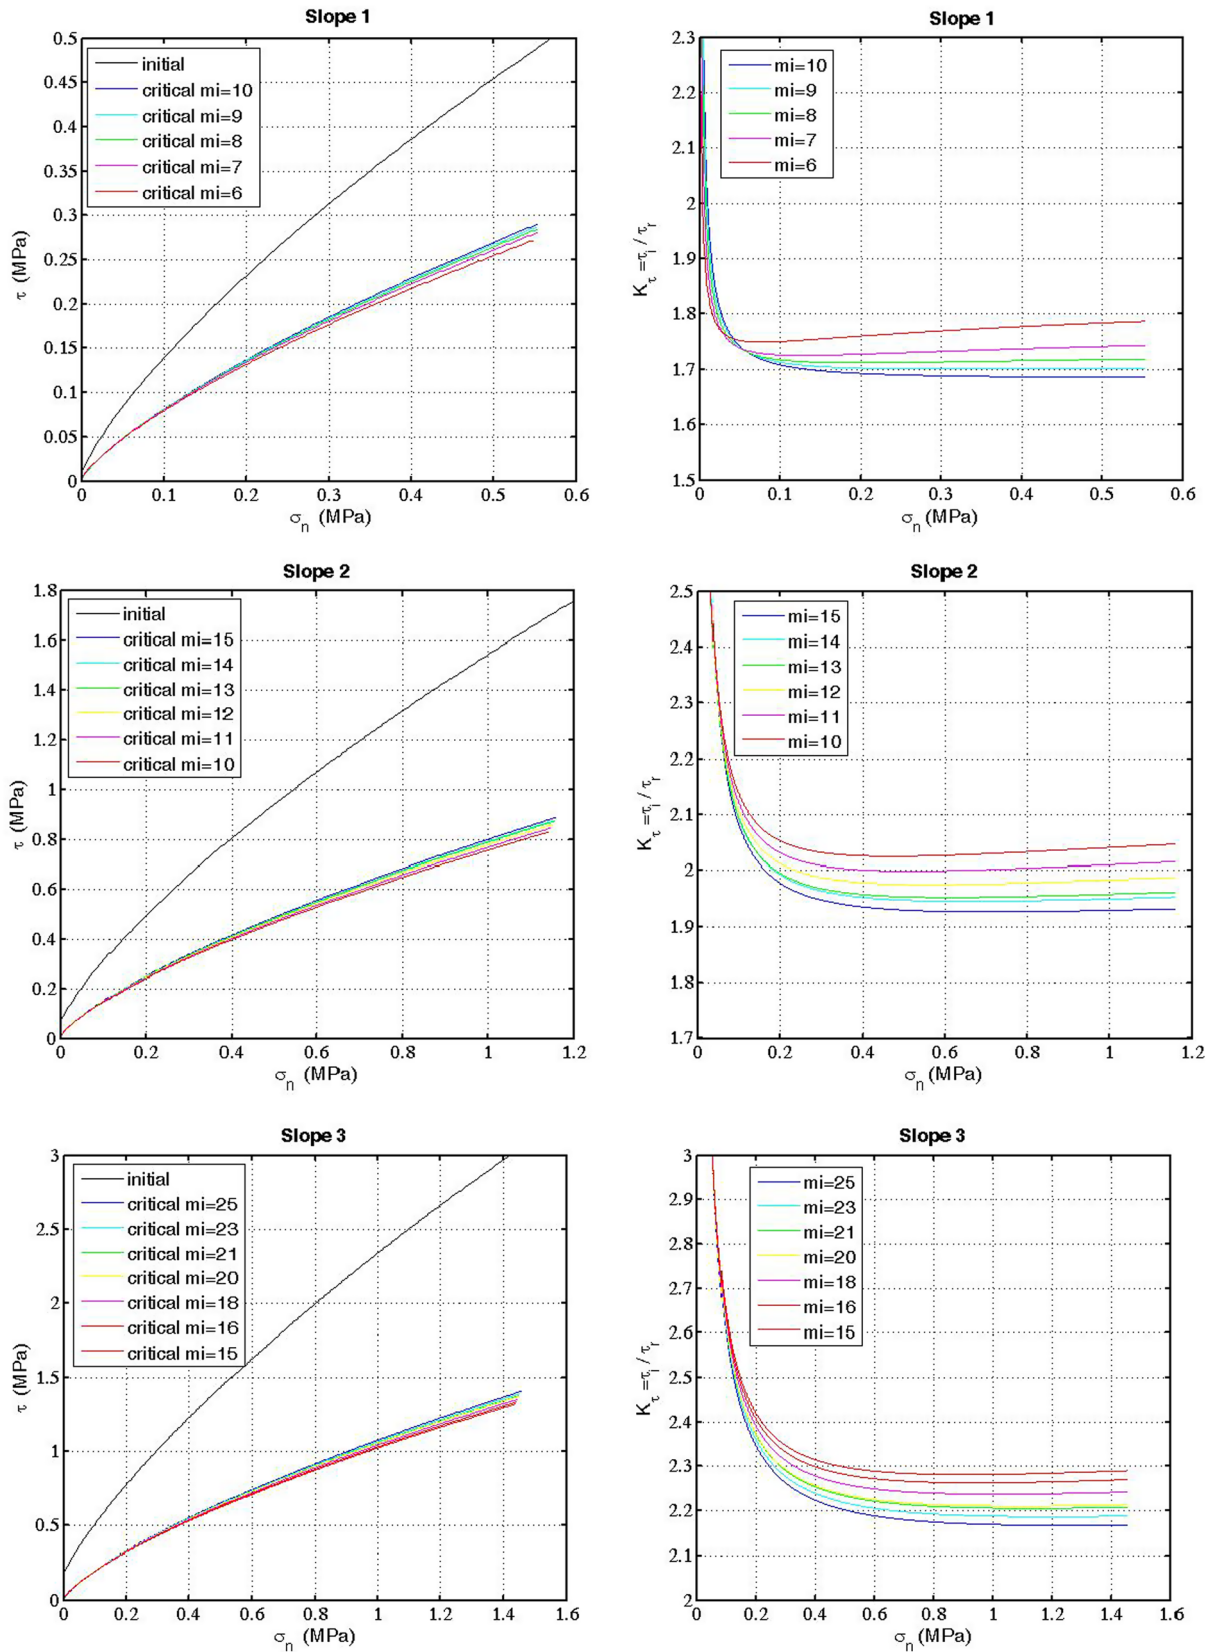 Slope 1
0.5
0.45
0.4
0.35
0.3
0.25
0.2
0.15
0.1
0.05
0
τ (MPa)
initial
critical mi=10
critical mi=9
critical mi=8
critical mi=7
critical mi=6
0 0.1 0.2 0.3 0.4 0.5 0.6
σn (MPa)
Slope 1
2.3
2.2
2.1
2
1.9
1.8
1.7
1.6
1.5
Kτ =τi / τr
mi=10
mi=9
mi=8
mi=7
mi=6
0 0.1 0.2 0.3 0.4 0.5 0.6
σn (MPa)
Slope 2
1.8
1.6
1.4
1.2
1
0.8
0.6
0.4
0.2
0
τ (MPa)
initial
critical mi=15
critical mi=14
critical mi=13
critical mi=12
critical mi=11
critical mi=10
0 0.2 0.4 0.6 0.8 1 1.2
σn (MPa)
Slope 2
2.5
2.4
2.3
2.2
2.1
2
1.9
1.8
1.7
Kτ =τi / τr
mi=15
mi=14
mi=13
mi=12
mi=11
mi=10
0 0.2 0.4 0.6 0.8 1 1.2
σn (MPa)
Slope 3
3
2.5
2
1.5
1
0.5
0
τ (MPa)
initial
critical mi=25
critical mi=23
critical mi=21
critical mi=20
critical mi=18
critical mi=16
critical mi=15
0 0.2 0.4 0.6 0.8 1 1.2 1.4 1.6
σn (MPa)
Slope 3
3
2.9
2.8
2.7
2.6
2.5
2.4
2.3
2.2
2.1
2
Kτ =τi / τr
mi=25
mi=23
mi=21
mi=20
mi=18
mi=16
mi=15
0 0.2 0.4 0.6 0.8 1 1.2 1.4 1.6
σn (MPa)